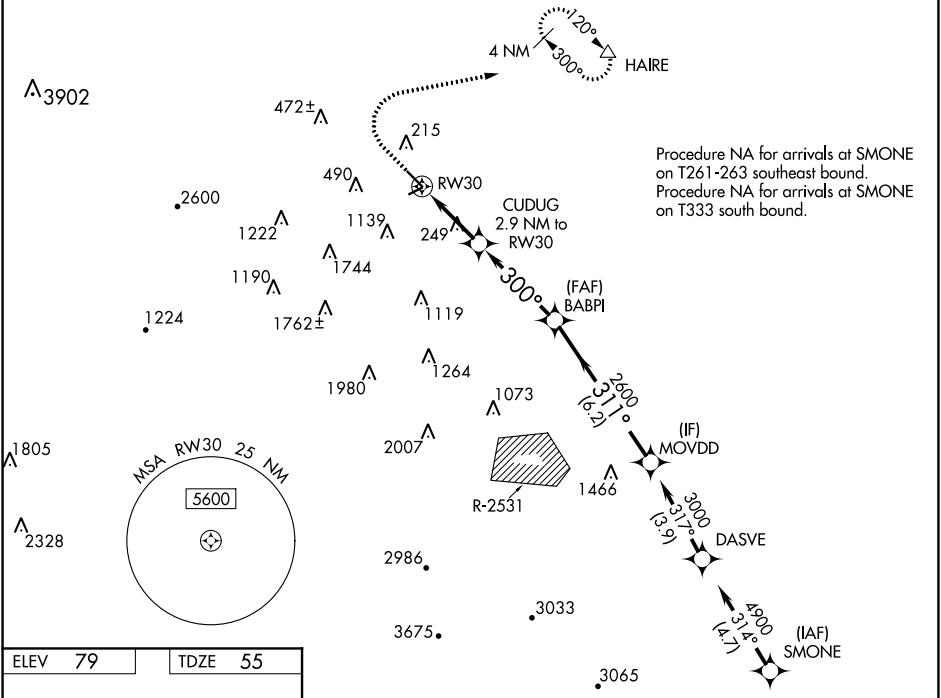 120°
4 NM
300°
HAIRE
3902
472±
215
Procedure NA for arrivals at SMONE
on T261-263 southeast bound.
Procedure NA for arrivals at SMONE
on T333 south bound.
490
RW30
2600
CUDUG
2.9 NM to
RW30
1222
1139
249
1744
1190
300°
(FAF)
BABPI
1762±
1119
1224
1264
1980
1073
2600
311°
(6.2)
2007
(IF)
MOVDD
1805
MSA RW30 25 NM
5600
R-2531
1466
3000
317°
(3.9)
DASVE
2328
2986
3033
4900
314°
(4.7)
(IAF)
SMONE
3675
3065
ELEV 79
TDZE 55